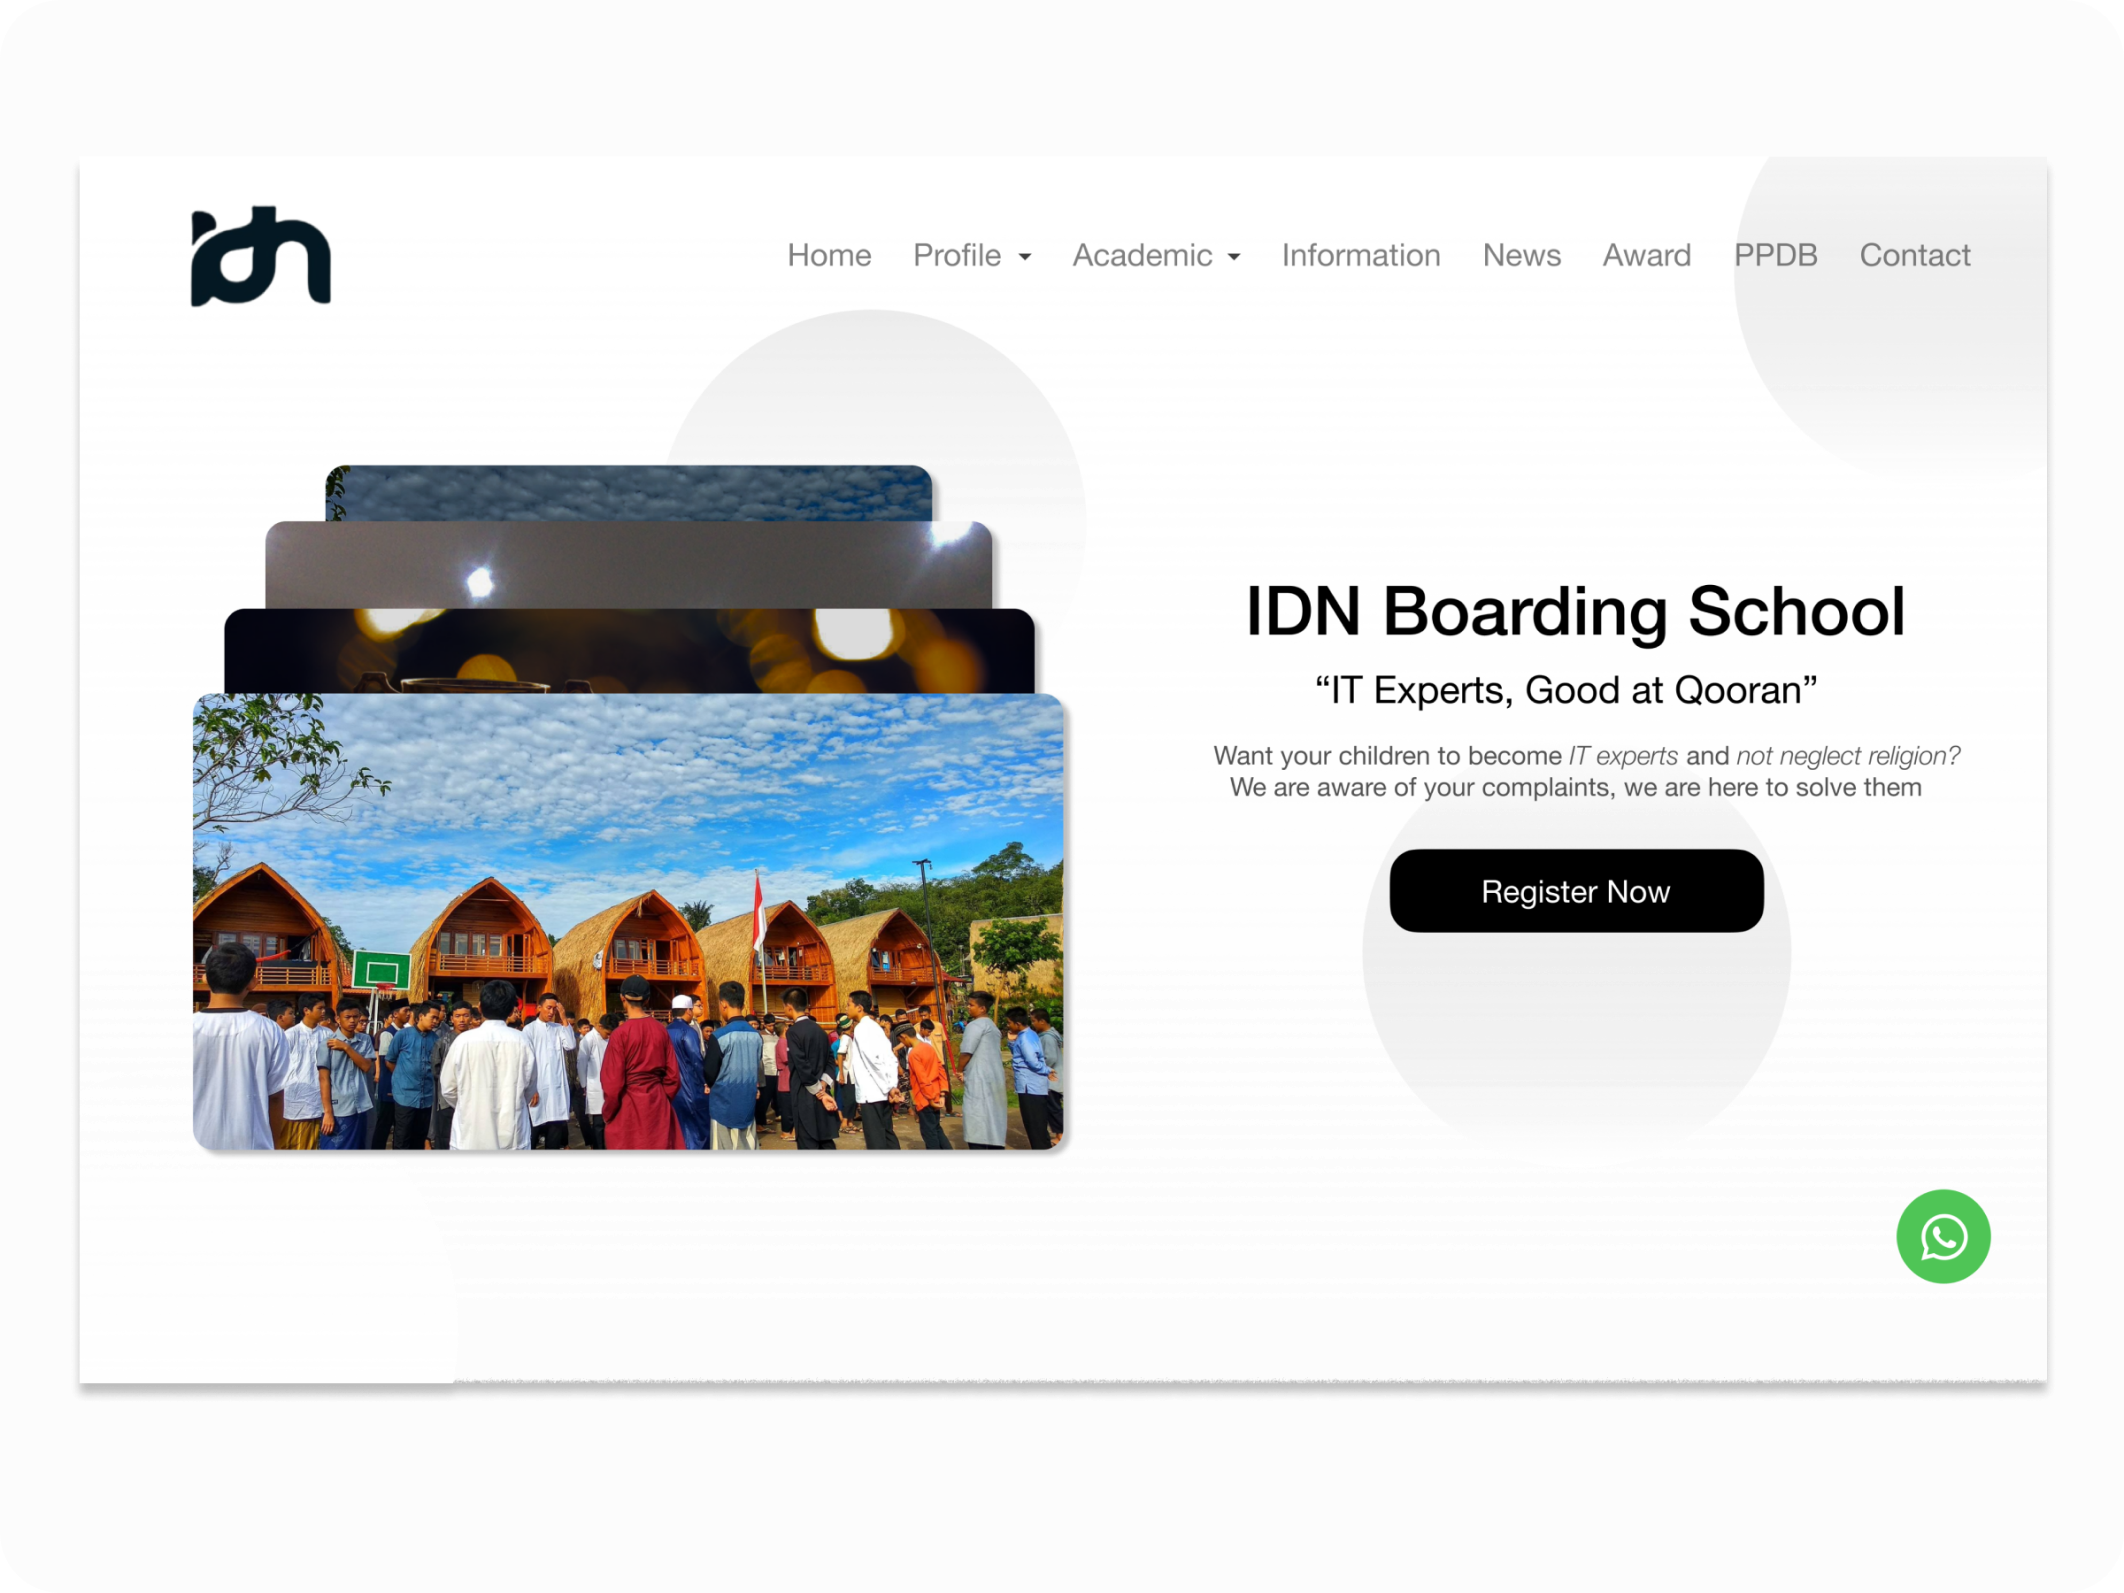 idn
Home Profile Academic Information News Award PPDB Contact
IDN Boarding School
“IT Experts, Good at Qooran”
Want your children to become IT experts and not neglect religion?
We are aware of your complaints, we are here to solve them
Register Now